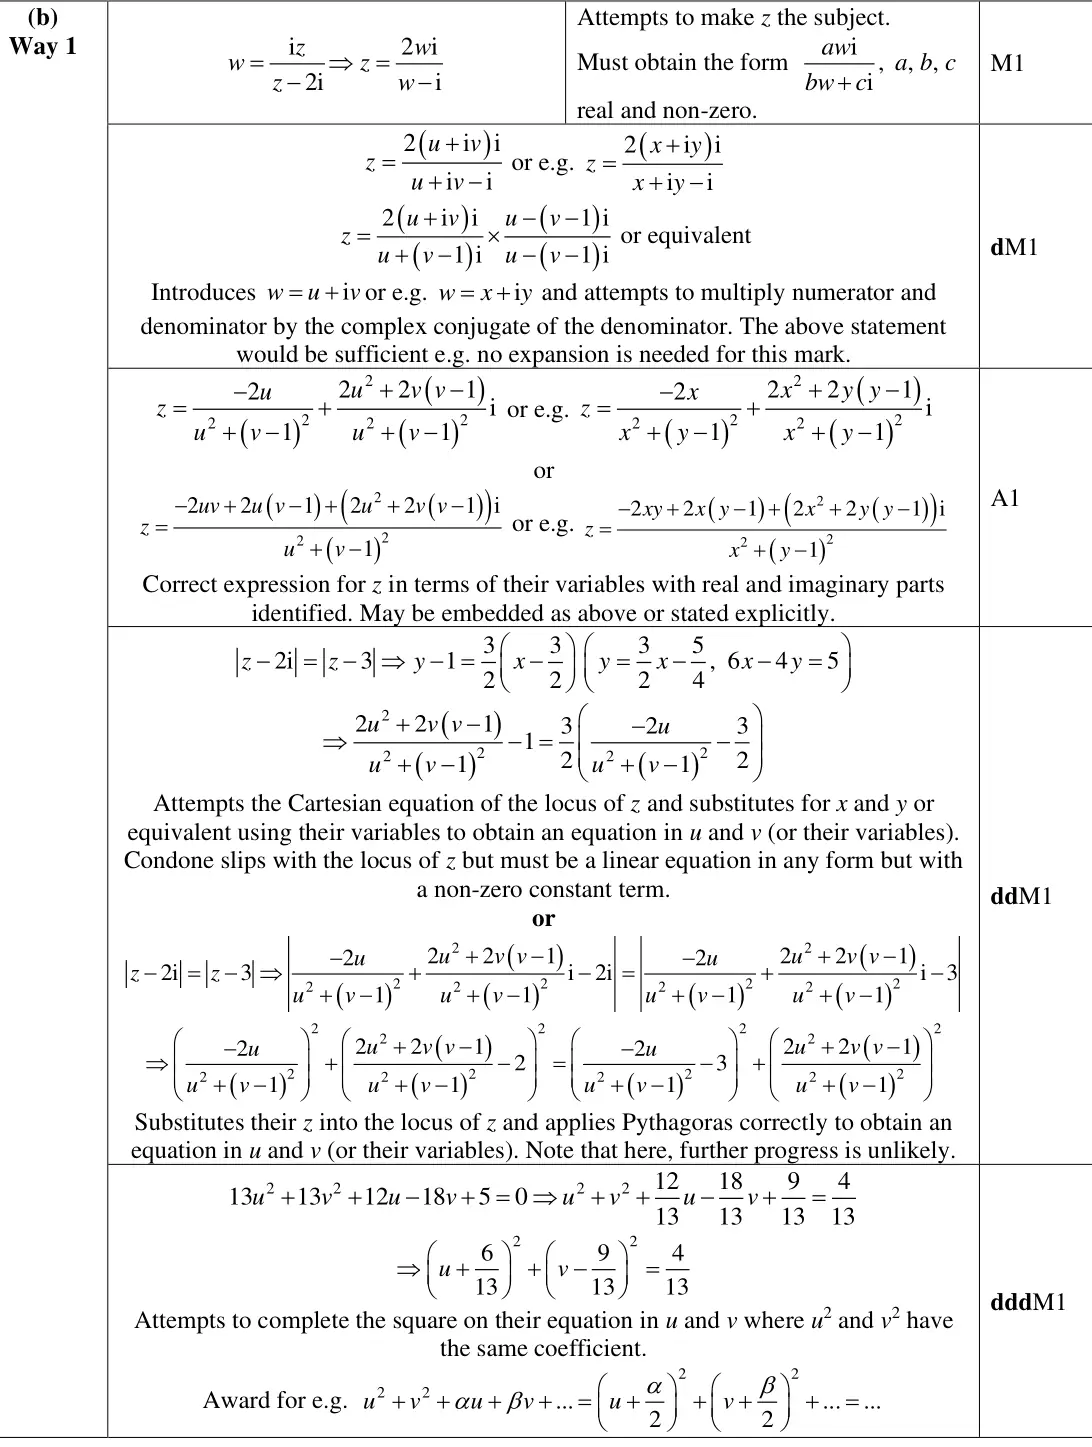 (b)
Way 1
w = iz/(z − 2i) ⇒ z = 2wi/(w − i)
Attempts to make z the subject.
Must obtain the form awi/(bw + ci), a, b, c
real and non-zero.
M1
z = 2(u + iv)i/(u + iv − i) or e.g. z = 2(x + iy)i/(x + iy − i)
z = 2(u + iv)i/(u + (v − 1)i) × (u − (v − 1)i)/(u − (v − 1)i) or equivalent
Introduces w = u + iv or e.g. w = x + iy and attempts to multiply numerator and
denominator by the complex conjugate of the denominator. The above statement
would be sufficient e.g. no expansion is needed for this mark.
dM1
z = −2u/(u² + (v − 1)²) + (2u² + 2v(v − 1))/(u² + (v − 1)²) i or e.g. z = −2x/(x² + (y − 1)²) + (2x² + 2y(y − 1))/(x² + (y − 1)²) i
or
z = (−2uv + 2u(v − 1) + (2u² + 2v(v − 1))i)/(u² + (v − 1)²) or e.g. z = (−2xy + 2x(y − 1) + (2x² + 2y(y − 1))i)/(x² + (y − 1)²)
Correct expression for z in terms of their variables with real and imaginary parts
identified. May be embedded as above or stated explicitly.
A1
|z − 2i| = |z − 3| ⇒ y − 1 = 3/2 (x − 3/2) (y = 3/2 x − 5/4, 6x − 4y = 5)
⇒ (2u² + 2v(v − 1))/(u² + (v − 1)²) − 1 = 3/2 (−2u/(u² + (v − 1)²) − 3/2)
Attempts the Cartesian equation of the locus of z and substitutes for x and y or
equivalent using their variables to obtain an equation in u and v (or their variables).
Condone slips with the locus of z but must be a linear equation in any form but with
a non-zero constant term.
or
|z − 2i| = |z − 3| ⇒ |−2u/(u² + (v − 1)²) + (2u² + 2v(v − 1))/(u² + (v − 1)²) i − 2i| = |−2u/(u² + (v − 1)²) + (2u² + 2v(v − 1))/(u² + (v − 1)²) i − 3|
⇒ (−2u/(u² + (v − 1)²))² + ((2u² + 2v(v − 1))/(u² + (v − 1)²) − 2)² = (−2u/(u² + (v − 1)²) − 3)² + ((2u² + 2v(v − 1))/(u² + (v − 1)²))²
Substitutes their z into the locus of z and applies Pythagoras correctly to obtain an
equation in u and v (or their variables). Note that here, further progress is unlikely.
ddM1
13u² + 13v² + 12u − 18v + 5 = 0 ⇒ u² + v² + 12/13 u − 18/13 v + 9/13 = 4/13
⇒ (u + 6/13)² + (v − 9/13)² = 4/13
Attempts to complete the square on their equation in u and v where u² and v² have
the same coefficient.
Award for e.g. u² + v² + αu + βv + ... = (u + α/2)² + (v + β/2)² + ... = ...
dddM1